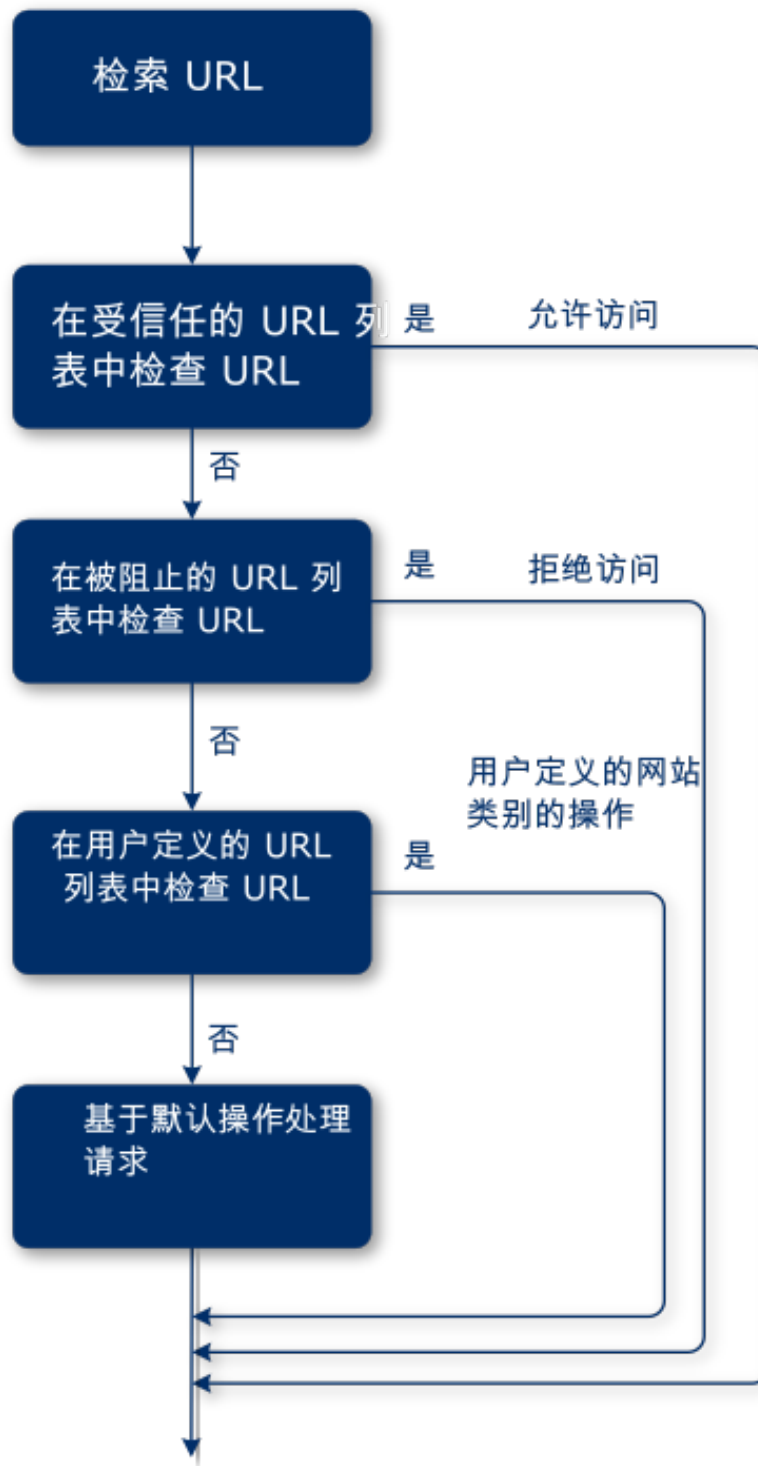 检索 URL
在受信任的 URL 列
表中检查 URL
是
允许访问
否
在被阻止的 URL 列
表中检查 URL
是
拒绝访问
否
用户定义的网站
类别的操作
在用户定义的 URL
列表中检查 URL
是
否
基于默认操作处理
请求